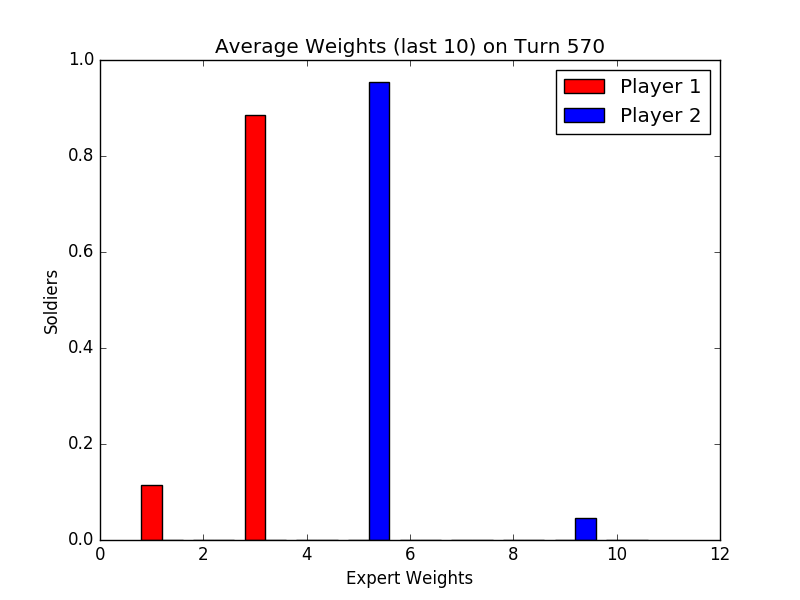 Average Weights (last 10) on Turn 570
Player 1
Player 2
1.0
0.8
0.6
0.4
0.2
0.0
Soldiers
0 2 4 6 8 10 12
Expert Weights